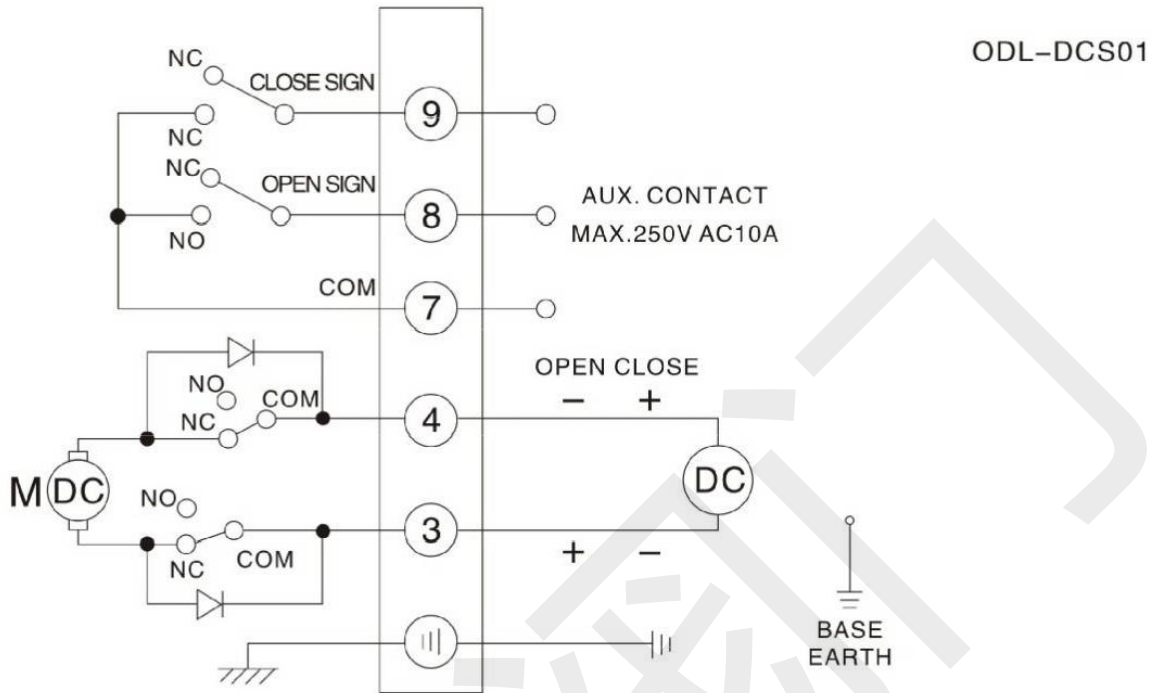 ODL-DCS01
NC
CLOSE SIGN
9
NC
NC
OPEN SIGN
8
AUX. CONTACT
NO
MAX.250V AC10A
COM
7
OPEN CLOSE
NO
COM
− +
NC
4
M DC
DC
NO
3
NC
COM
+ −
BASE
EARTH